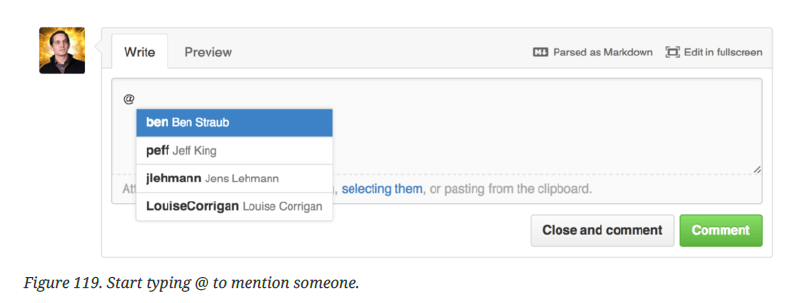 Write Preview Parsed as Markdown Edit in fullscreen
@
ben Ben Straub
peff Jeff King
jlehmann Jens Lehmann
At , selecting them, or pasting from the clipboard.
LouiseCorrigan Louise Corrigan
Close and comment Comment
Figure 119. Start typing @ to mention someone.